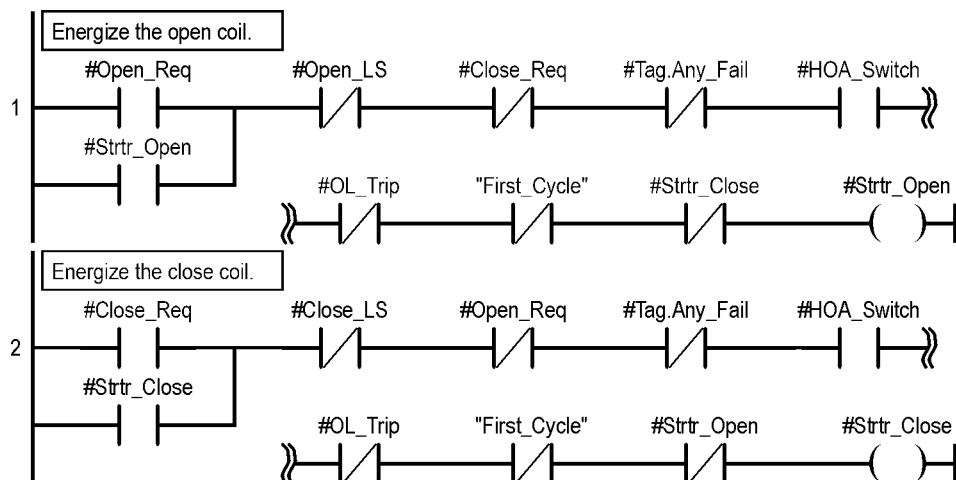 Energize the open coil.
#Open_Req #Open_LS #Close_Req #Tag.Any_Fail #HOA_Switch
1
#Strtr_Open
#OL_Trip "First_Cycle" #Strtr_Close #Strtr_Open
Energize the close coil.
#Close_Req #Close_LS #Open_Req #Tag.Any_Fail #HOA_Switch
2
#Strtr_Close
#OL_Trip "First_Cycle" #Strtr_Open #Strtr_Close